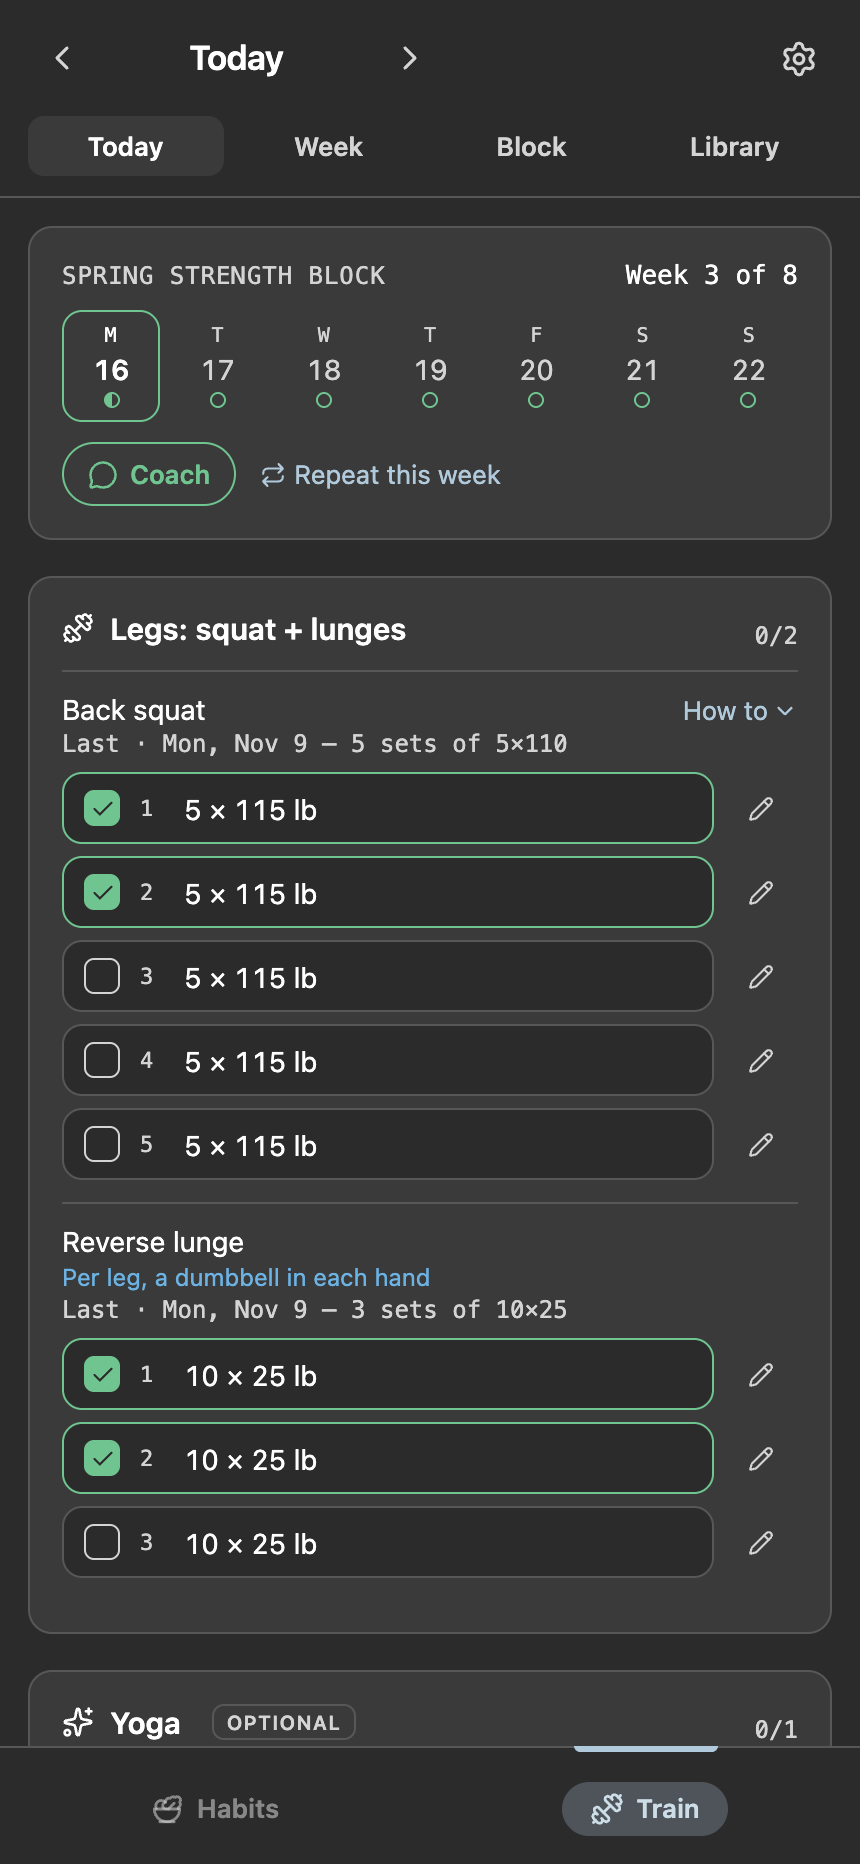 Today
Today Week Block Library
SPRING STRENGTH BLOCK Week 3 of 8
M T W T F S S
16 17 18 19 20 21 22
Coach Repeat this week
Legs: squat + lunges 0/2
Back squat How to
Last · Mon, Nov 9 — 5 sets of 5×110
1 5 × 115 lb
2 5 × 115 lb
3 5 × 115 lb
4 5 × 115 lb
5 5 × 115 lb
Reverse lunge
Per leg, a dumbbell in each hand
Last · Mon, Nov 9 — 3 sets of 10×25
1 10 × 25 lb
2 10 × 25 lb
3 10 × 25 lb
Yoga OPTIONAL 0/1
Habits Train